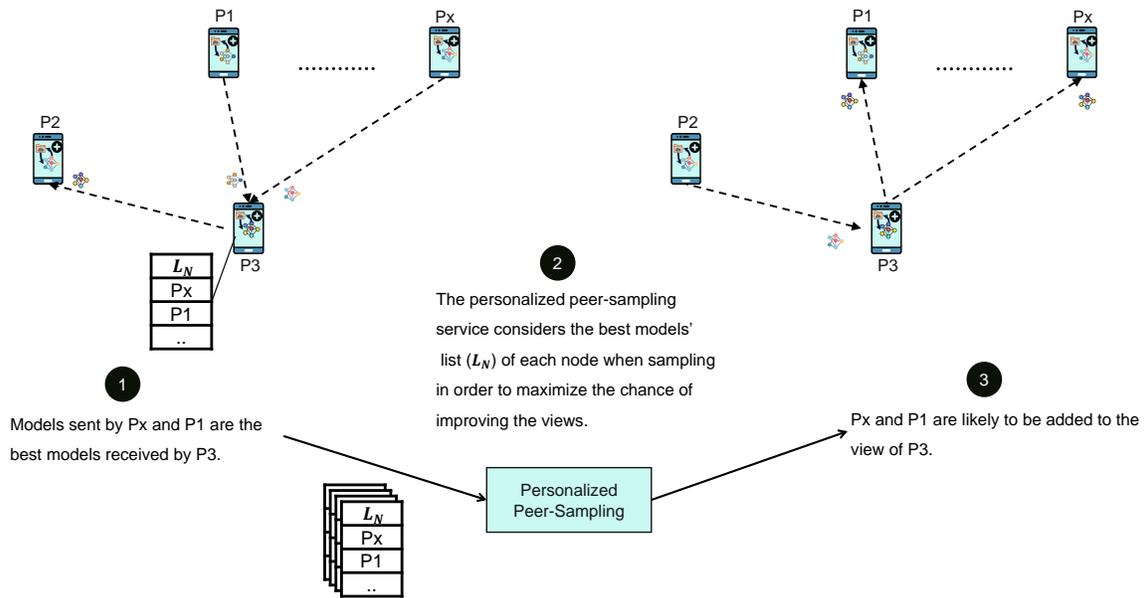 P1
Px
............
P2
P3
L_N
Px
P1
..
1
Models sent by Px and P1 are the
best models received by P3.
2
The personalized peer-sampling
service considers the best models’
list (L_N) of each node when sampling
in order to maximize the chance of
improving the views.
L_N
Px
P1
..
Personalized
Peer-Sampling
P1
Px
............
P2
P3
3
Px and P1 are likely to be added to the
view of P3.